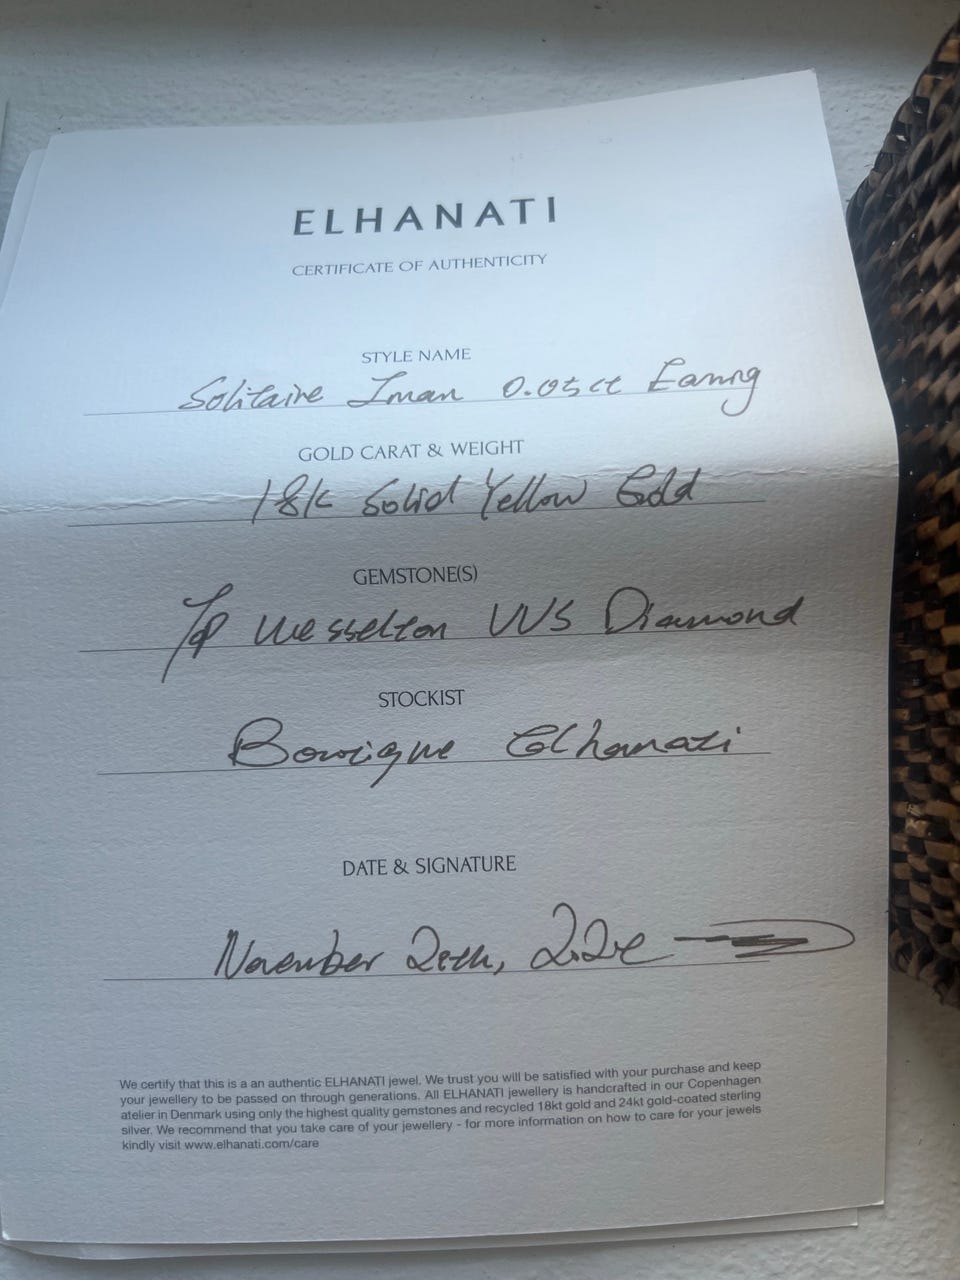 ELHANATI
CERTIFICATE OF AUTHENTICITY
STYLE NAME
Solitaire Iman 0.05ct Earring
GOLD CARAT & WEIGHT
18k Solid Yellow Gold
GEMSTONE(S)
Top Wesselton VVS Diamond
STOCKIST
Boutique Elhanati
DATE & SIGNATURE
November
We certify that this is a an authentic ELHANATI jewel. We trust you will be satisfied with your purchase and keep
your jewellery to be passed on through generations. All ELHANATI jewellery is handcrafted in our Copenhagen
atelier in Denmark using only the highest quality gemstones and recycled 18kt gold and 24kt gold-coated sterling
silver. We recommend that you take care of your jewellery - for more information on how to care for your jewels
kindly visit www.elhanati.com/care